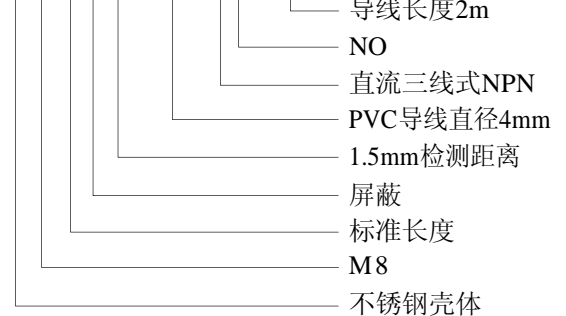 导线长度2m
NO
直流三线式NPN
PVC导线直径4mm
1.5mm检测距离
屏蔽
标准长度
M8
不锈钢壳体